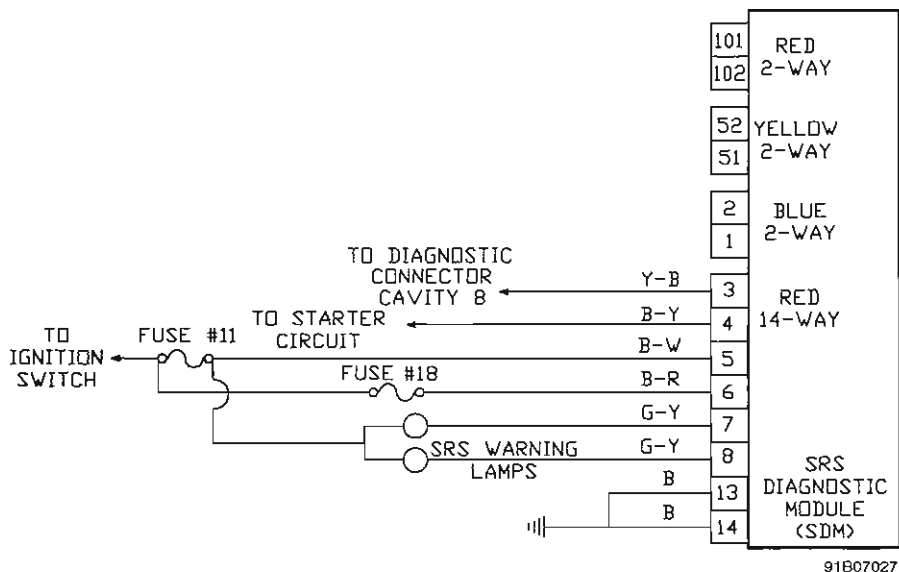 101
RED
2-WAY
102
52
YELLOW
2-WAY
51
2
BLUE
2-WAY
1
TO DIAGNOSTIC
CONNECTOR
CAVITY 8
Y-B
3
RED
14-WAY
TO STARTER
CIRCUIT
B-Y
4
TO
IGNITION
SWITCH
FUSE #11
B-W
5
FUSE #18
B-R
6
G-Y
7
SRS WARNING
LAMPS
G-Y
8
B
13
B
14
SRS
DIAGNOSTIC
MODULE
(SDM)
91B07027